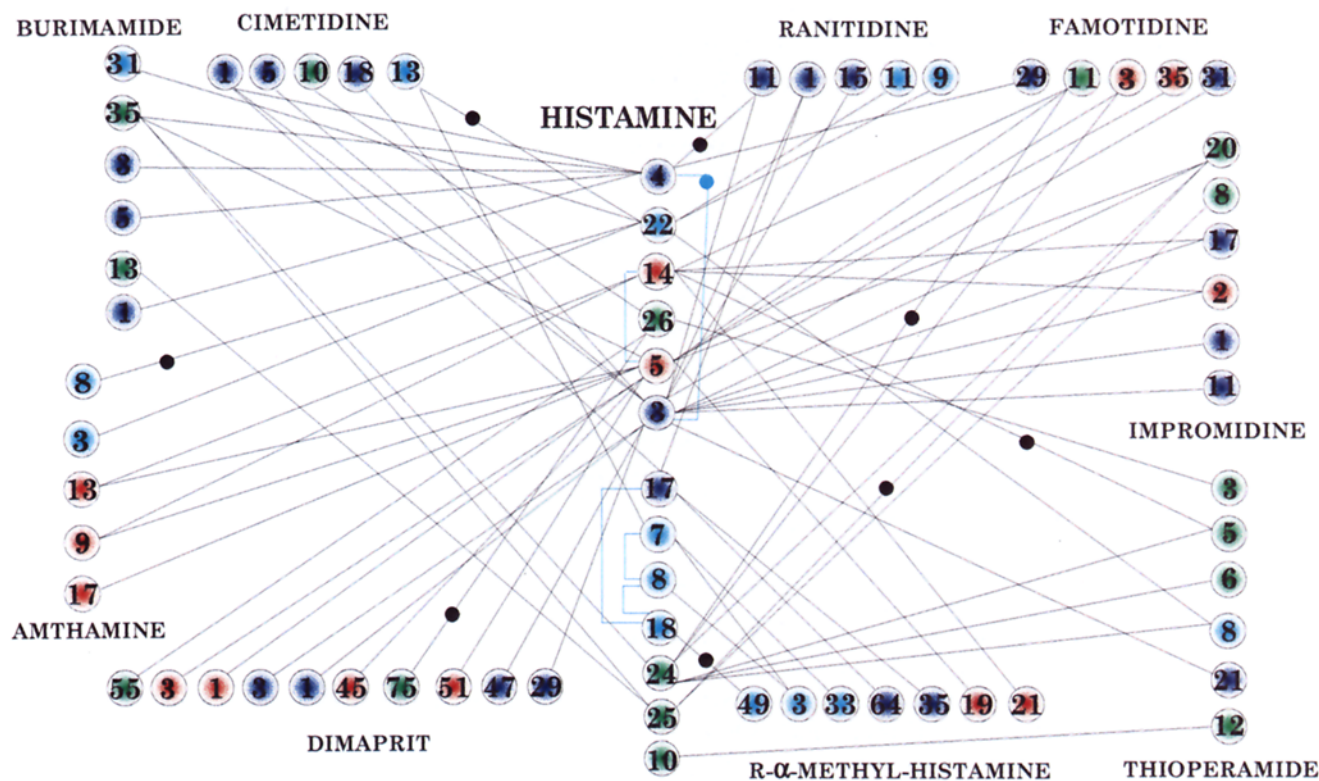 BURIMAMIDE
CIMETIDINE
RANITIDINE
FAMOTIDINE
31
1 5 10 18 13
11 1 15 11 9
29 11 3 35 31
35
HISTAMINE
20
3
4
8
5
22
17
13
14
2
1
26
1
8
5
11
3
3
IMPROMIDINE
13
17
3
9
7
5
17
8
6
AMTHAMINE
18
8
55 3 1 3 1 45 75 51 47 29
24
21
25
49 3 33 64 35 19 21
12
DIMAPRIT
10
R-α-METHYL-HISTAMINE
THIOPERAMIDE